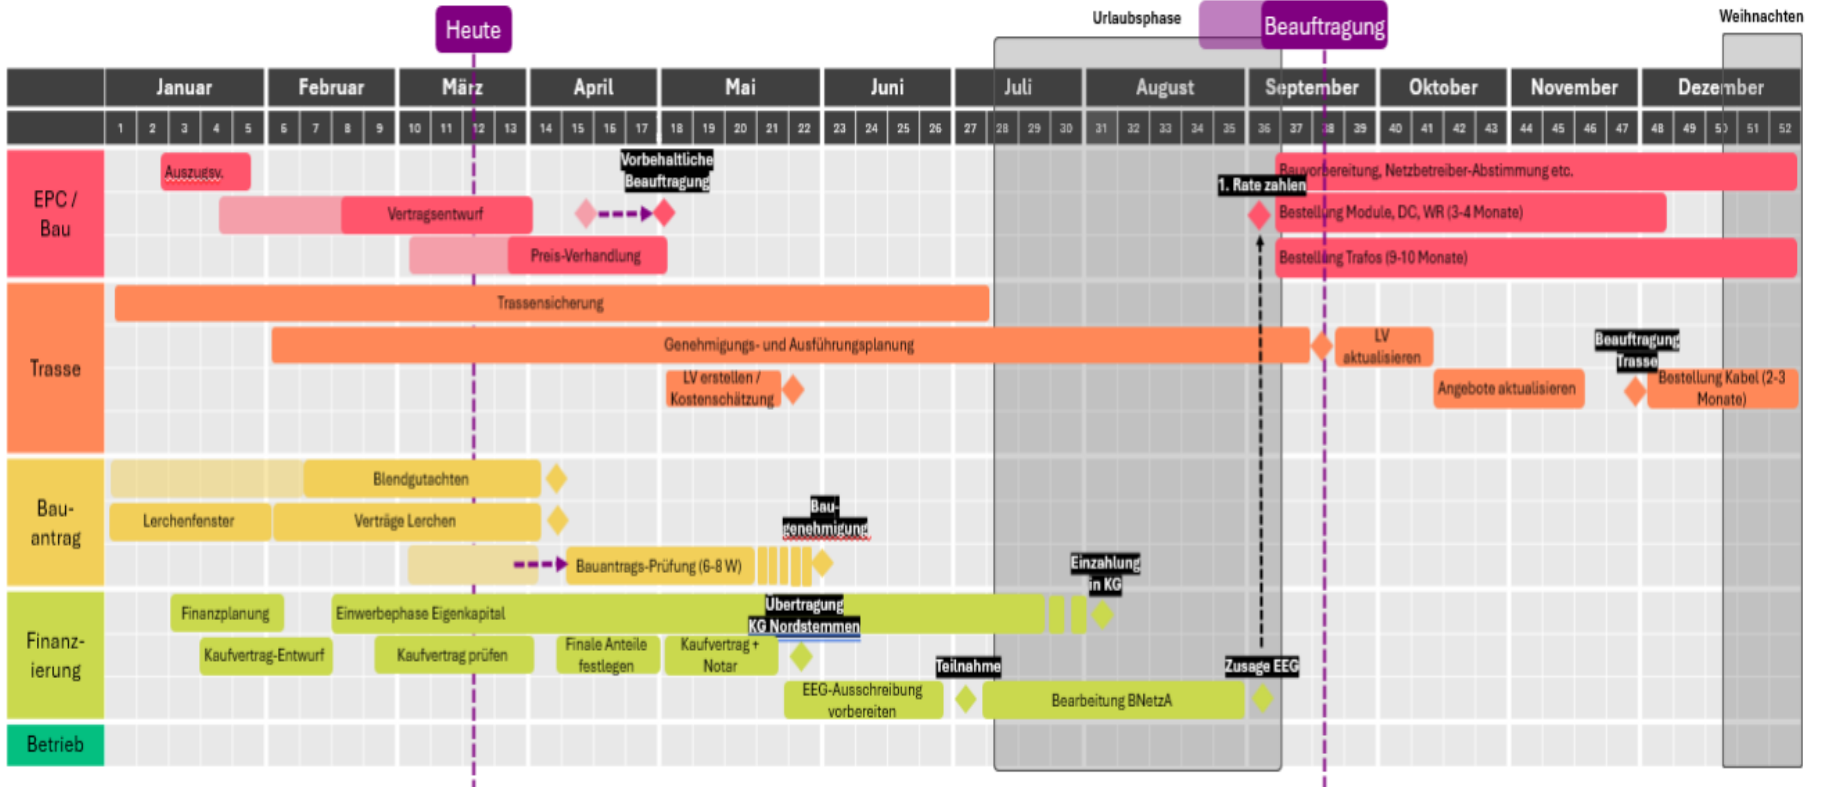 Heute
Urlaubsphase
Beauftragung
Weihnachten
Januar Februar März April Mai Juni Juli August September Oktober November Dezember
1 2 3 4 5 6 7 8 9 10 11 12 13 14 15 16 17 18 19 20 21 22 23 24 25 26 27 28 29 30 31 32 33 34 35 36 37 38 39 40 41 42 43 44 45 46 47 48 49 50 51 52
EPC /
Bau
Auszugsv.
Vorbehaltliche
Beauftragung
Bauvorbereitung, Netzbetreiber-Abstimmung etc.
1. Rate zahlen
Vertragsentwurf
Bestellung Module, DC, WR (3-4 Monate)
Preis-Verhandlung
Bestellung Trafos (9-10 Monate)
Trasse
Trassensicherung
Genehmigungs- und Ausführungsplanung
LV
aktualisieren
Beauftragung
Trasse
LV erstellen /
Kostenschätzung
Angebote aktualisieren
Bestellung Kabel (2-3
Monate)
Bau-
antrag
Blendgutachten
Lerchenfenster
Verträge Lerchen
Bau-
genehmigung
Bauantrags-Prüfung (6-8 W)
Einzahlung
in KG
Finanz-
ierung
Finanzplanung
Einwerbephase Eigenkapital
Übertragung
KG Nordstemmen
Kaufvertrag-Entwurf
Kaufvertrag prüfen
Finale Anteile
festlegen
Kaufvertrag +
Notar
Teilnahme
Zusage EEG
EEG-Ausschreibung
vorbereiten
Bearbeitung BNetzA
Betrieb